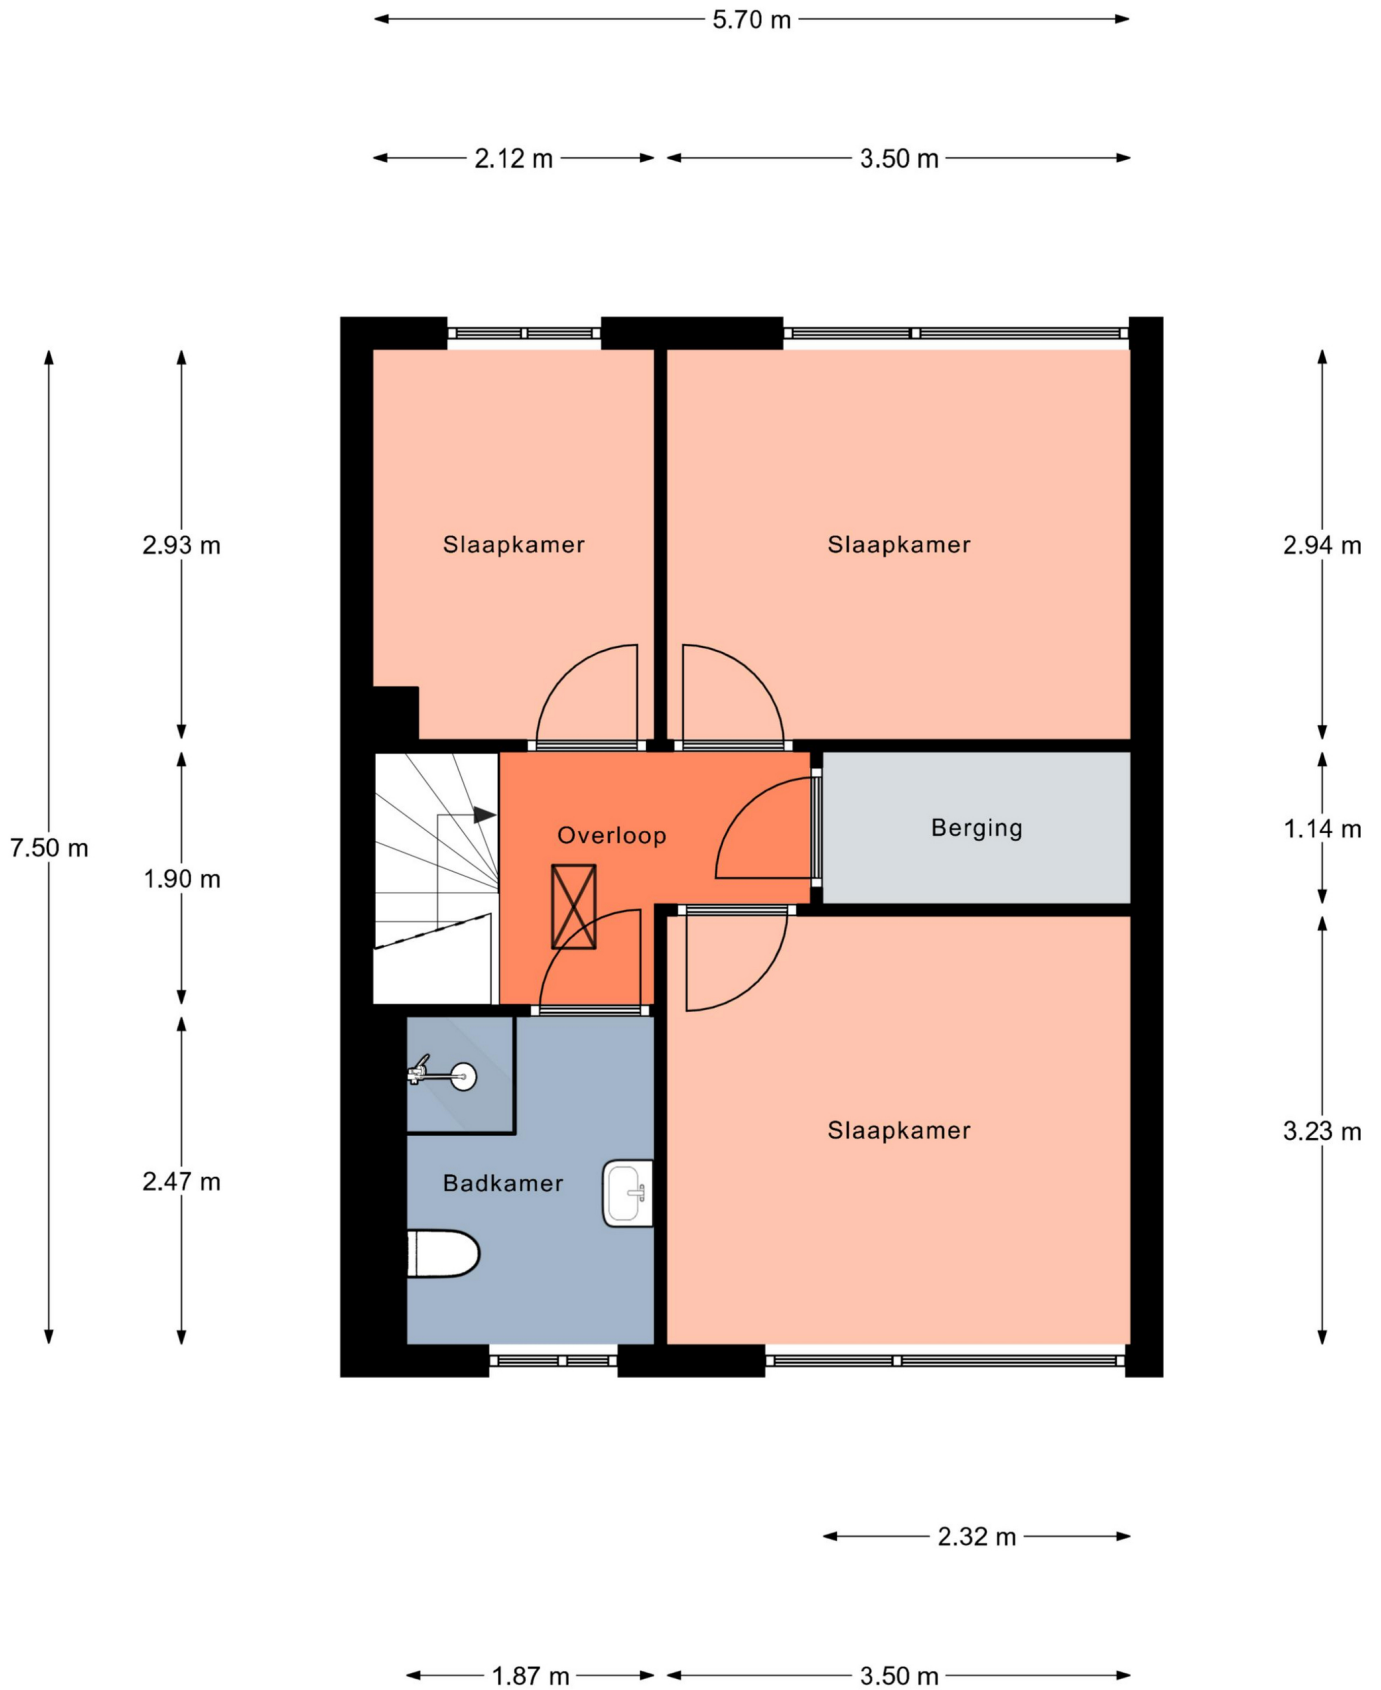 5.70 m
2.12 m
3.50 m
Slaapkamer
Slaapkamer
2.93 m
2.94 m
Overloop
Berging
1.14 m
7.50 m
1.90 m
Slaapkamer
3.23 m
Badkamer
2.47 m
2.32 m
1.87 m
3.50 m